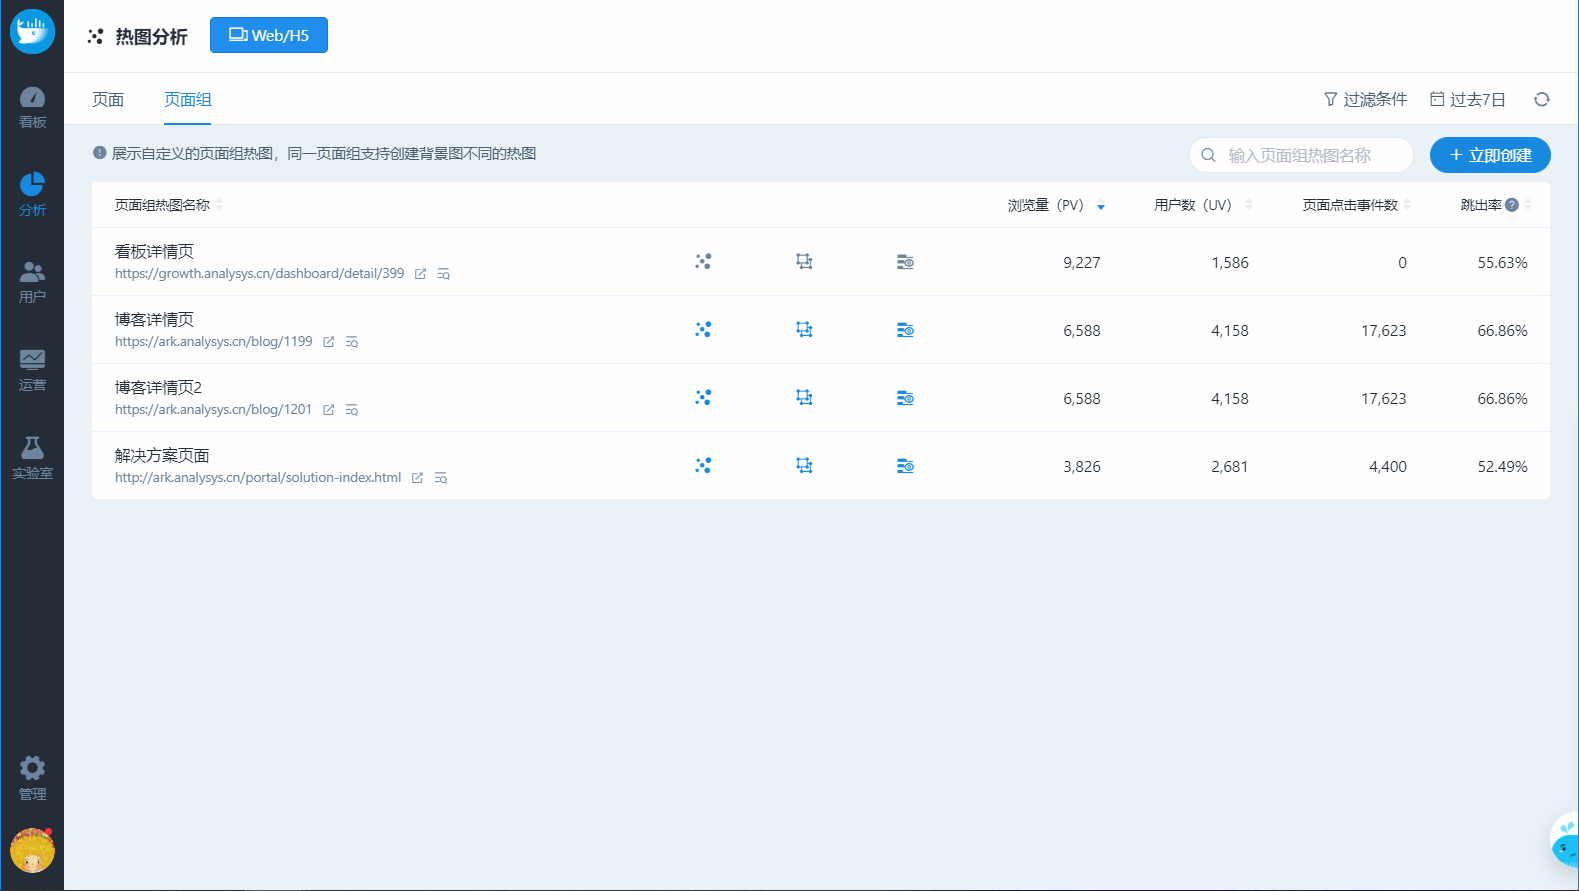 热图分析
Web/H5
页面
页面组
过滤条件
过去7日
看板
分析
用户
运营
实验室
管理
展示自定义的页面组热图，同一页面组支持创建背景图不同的热图
输入页面组热图名称
+ 立即创建
页面组热图名称 浏览量（PV） 用户数（UV） 页面点击事件数 跳出率
看板详情页
https://growth.analysys.cn/dashboard/detail/399
9,227 1,586 0 55.63%
博客详情页
https://ark.analysys.cn/blog/1199
6,588 4,158 17,623 66.86%
博客详情页2
https://ark.analysys.cn/blog/1201
6,588 4,158 17,623 66.86%
解决方案页面
http://ark.analysys.cn/portal/solution-index.html
3,826 2,681 4,400 52.49%